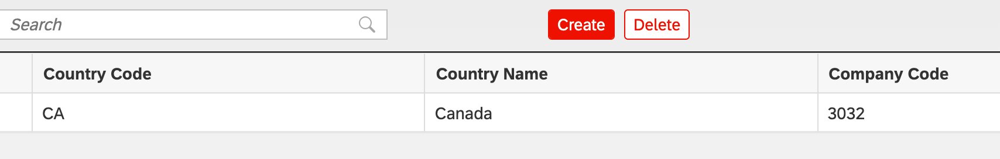 Search Create Delete
Country Code Country Name Company Code
CA Canada 3032